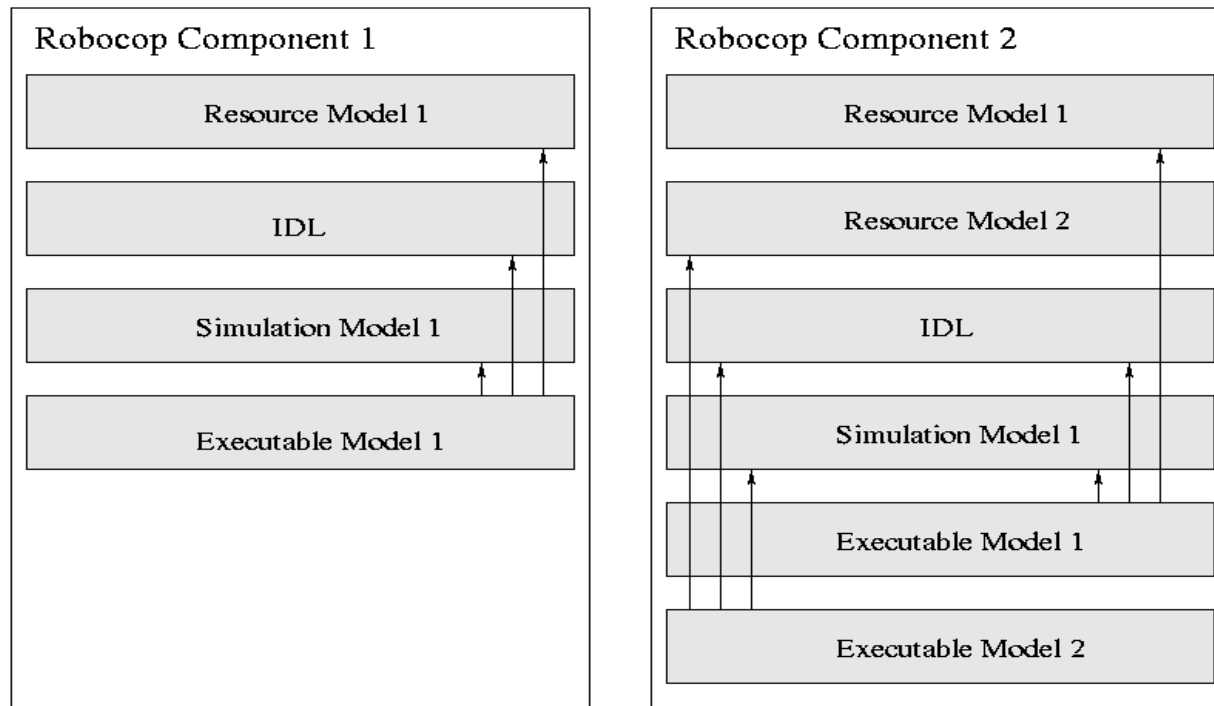 Robocop Component 1
Resource Model 1
IDL
Simulation Model 1
Executable Model 1
Robocop Component 2
Resource Model 1
Resource Model 2
IDL
Simulation Model 1
Executable Model 1
Executable Model 2